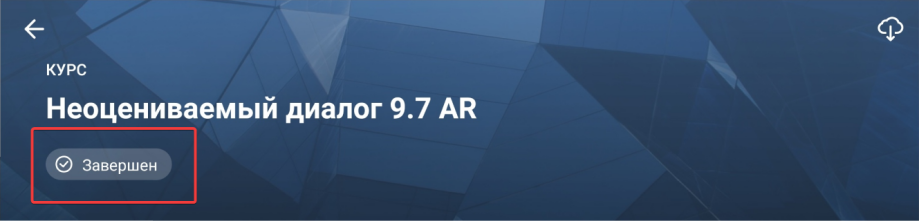 КУРС
Неоцениваемый диалог 9.7 AR
Завершен